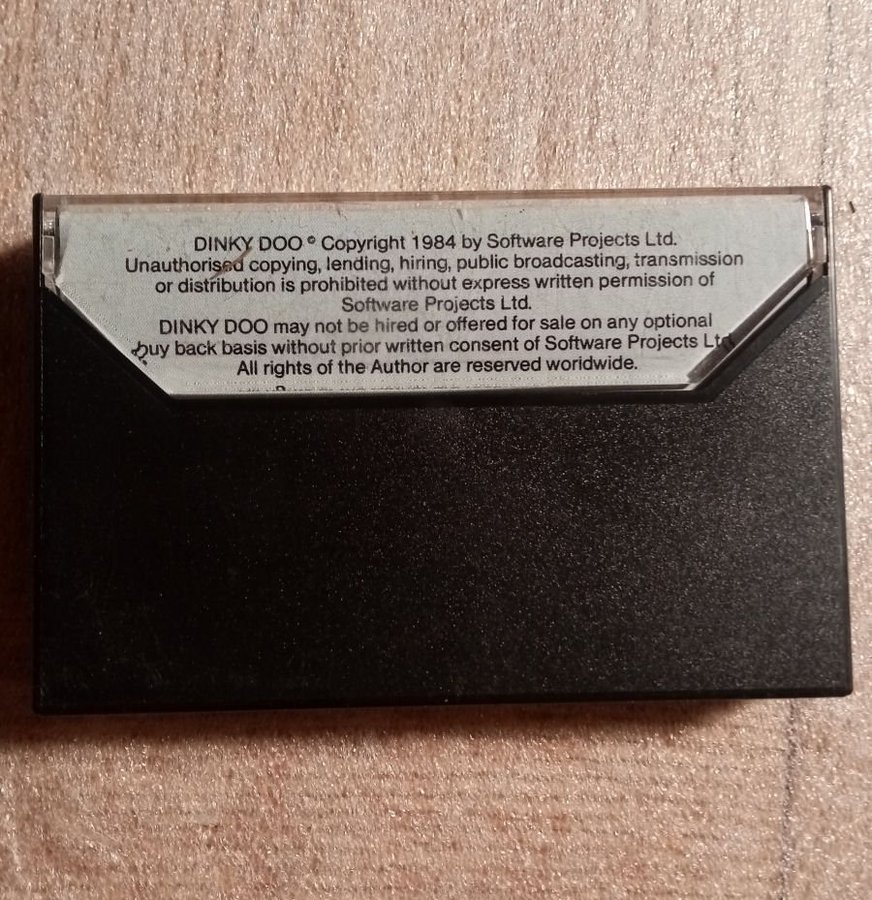 DINKY DOO © Copyright 1984 by Software Projects Ltd.
Unauthorised copying, lending, hiring, public broadcasting, transmission
or distribution is prohibited without express written permission of
Software Projects Ltd.
DINKY DOO may not be hired or offered for sale on any optional
buy back basis without prior written consent of Software Projects Ltd
All rights of the Author are reserved woridwide.